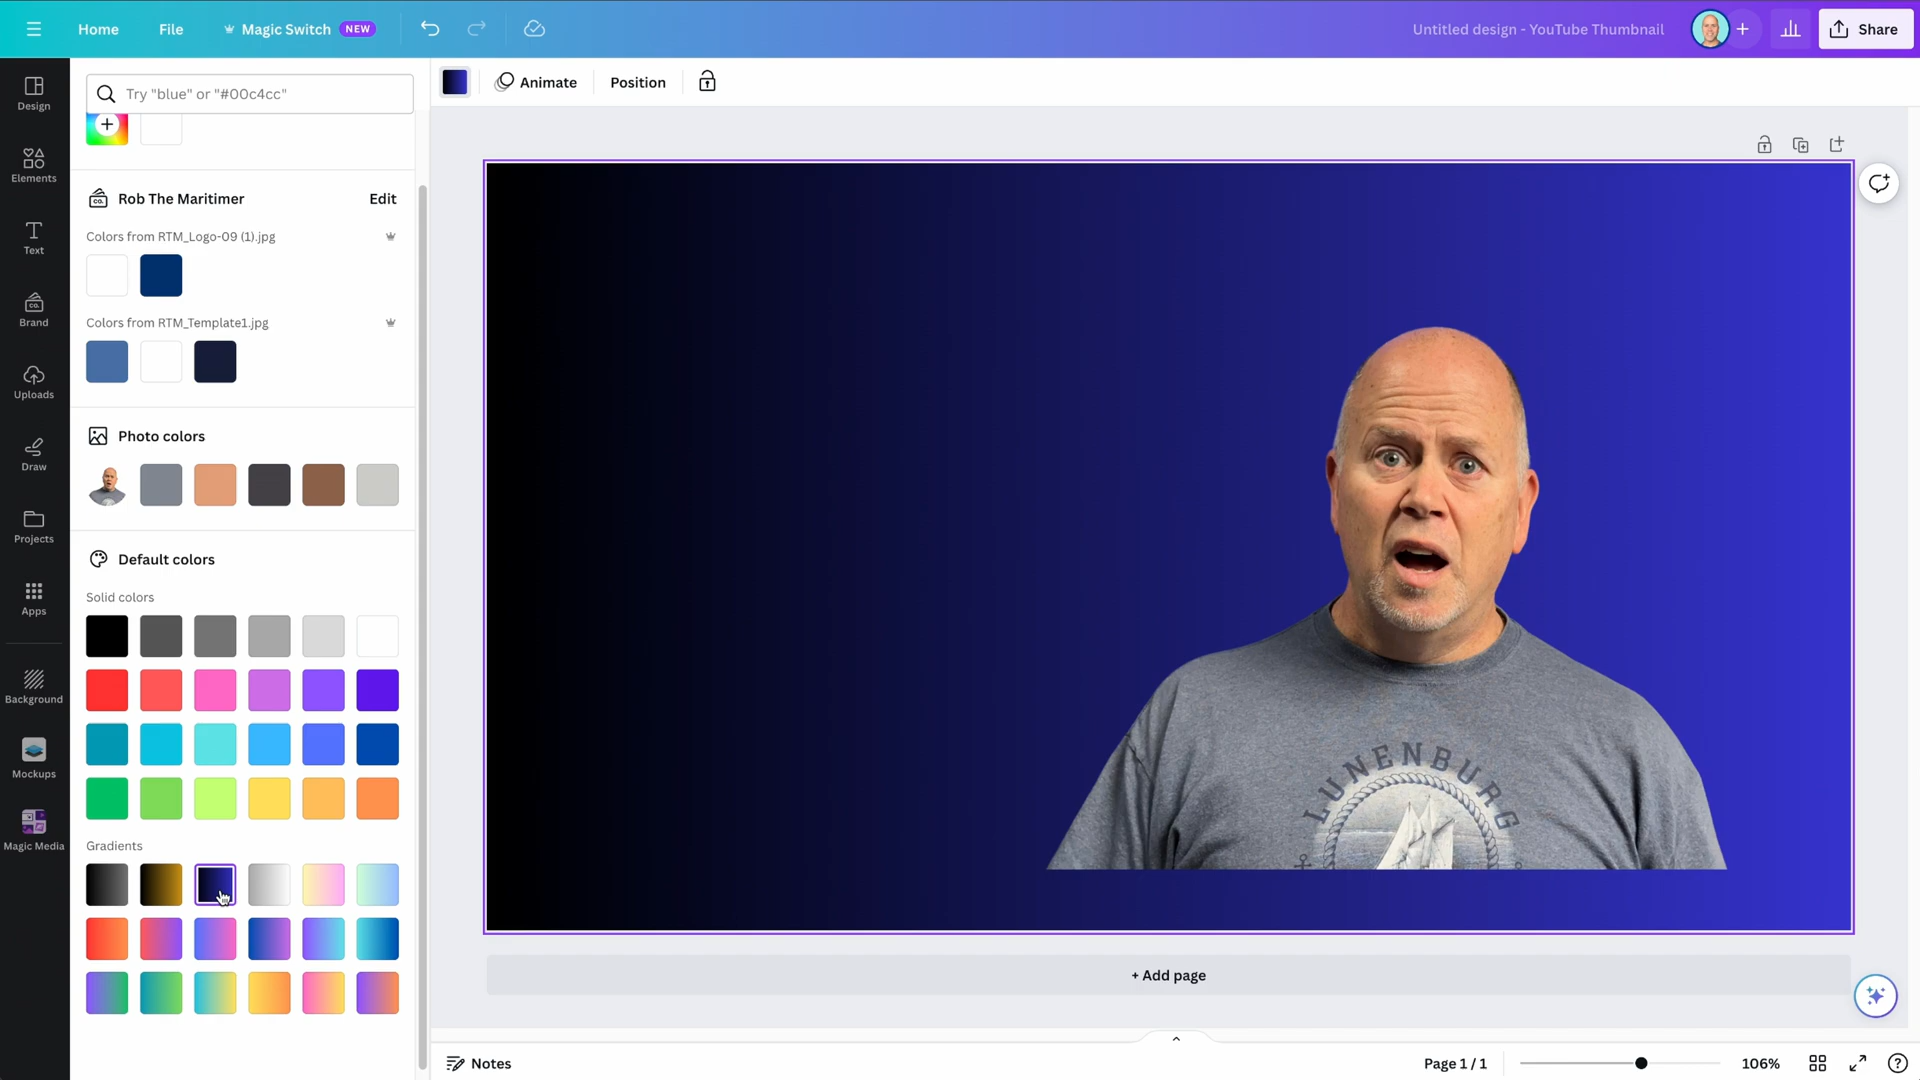 Home
File
Magic Switch
NEW
Untitled design - YouTube Thumbnail
Share
Design
Elements
Text
Brand
Uploads
Draw
Projects
Apps
Background
Mockups
Magic Media
Try "blue" or "#00c4cc"
Rob The Maritimer
Edit
Colors from RTM_Logo-09 (1).jpg
Colors from RTM_Template1.jpg
Photo colors
Default colors
Solid colors
Gradients
Animate
Position
LUNENBURG
+ Add page
Notes
Page 1 / 1
106%